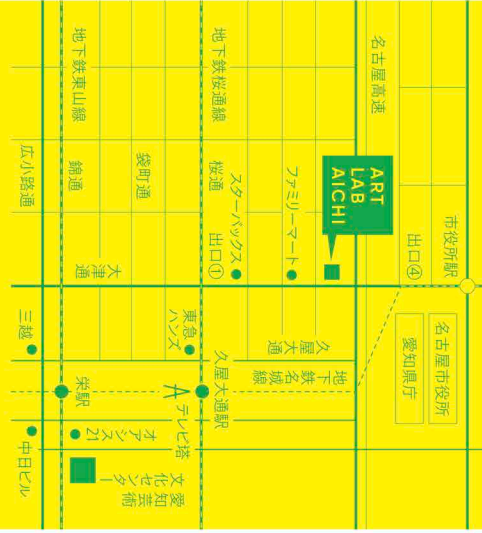 名古屋高速
市役所駅
出口④
名古屋市役所
愛知県庁
ART
LAB
AICHI
ファミリーマート
スターバックス
地下鉄桜通線
桜通
出口①
袋町通
地下鉄東山線
錦通
広小路通
大津通
久屋大通
地下鉄名城線
東急
ハンズ
久屋大通駅
テレビ塔
三越
栄駅
オアシス21
中日ビル
愛知芸術
文化センター